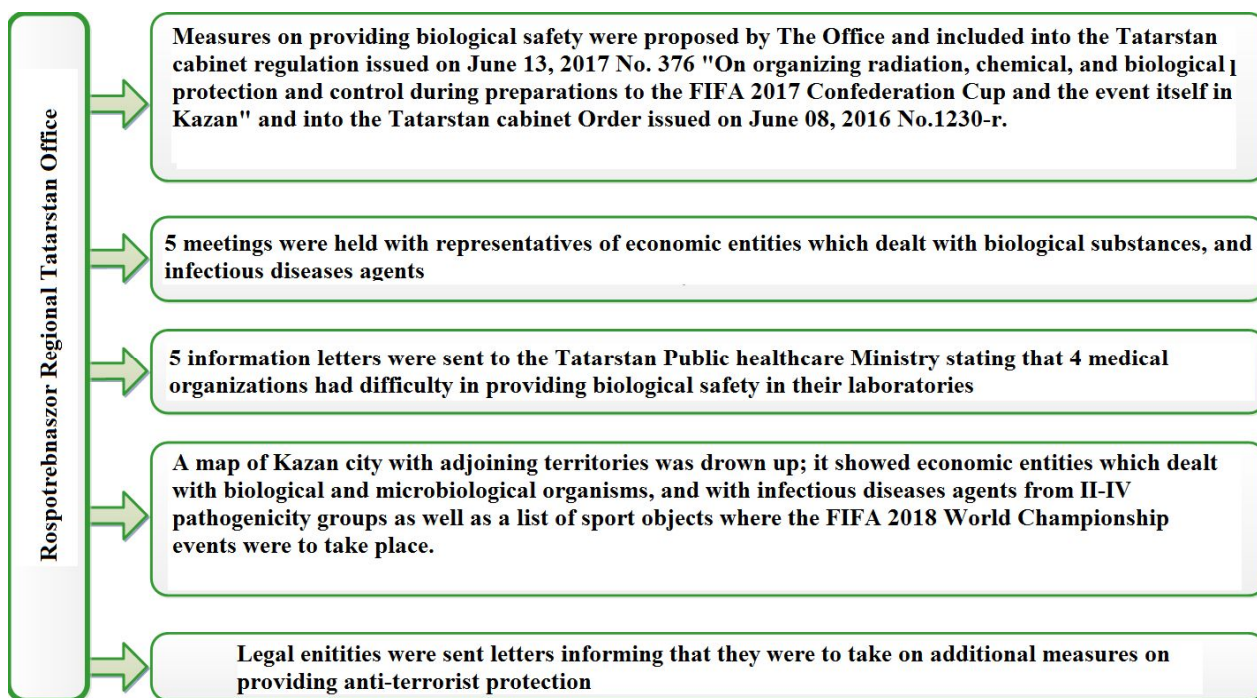 Rospotrebnaszor Regional Tatarstan Office
Measures on providing biological safety were proposed by The Office and included into the Tatarstan
cabinet regulation issued on June 13, 2017 No. 376 "On organizing radiation, chemical, and biological
protection and control during preparations to the FIFA 2017 Confederation Cup and the event itself in
Kazan" and into the Tatarstan cabinet Order issued on June 08, 2016 No.1230-r.
5 meetings were held with representatives of economic entities which dealt with biological substances, and
infectious diseases agents
5 information letters were sent to the Tatarstan Public healthcare Ministry stating that 4 medical
organizations had difficulty in providing biological safety in their laboratories
A map of Kazan city with adjoining territories was drown up; it showed economic entities which dealt
with biological and microbiological organisms, and with infectious diseases agents from II-IV
pathogenicity groups as well as a list of sport objects where the FIFA 2018 World Championship
events were to take place.
Legal enitities were sent letters informing that they were to take on additional measures on
providing anti-terrorist protection